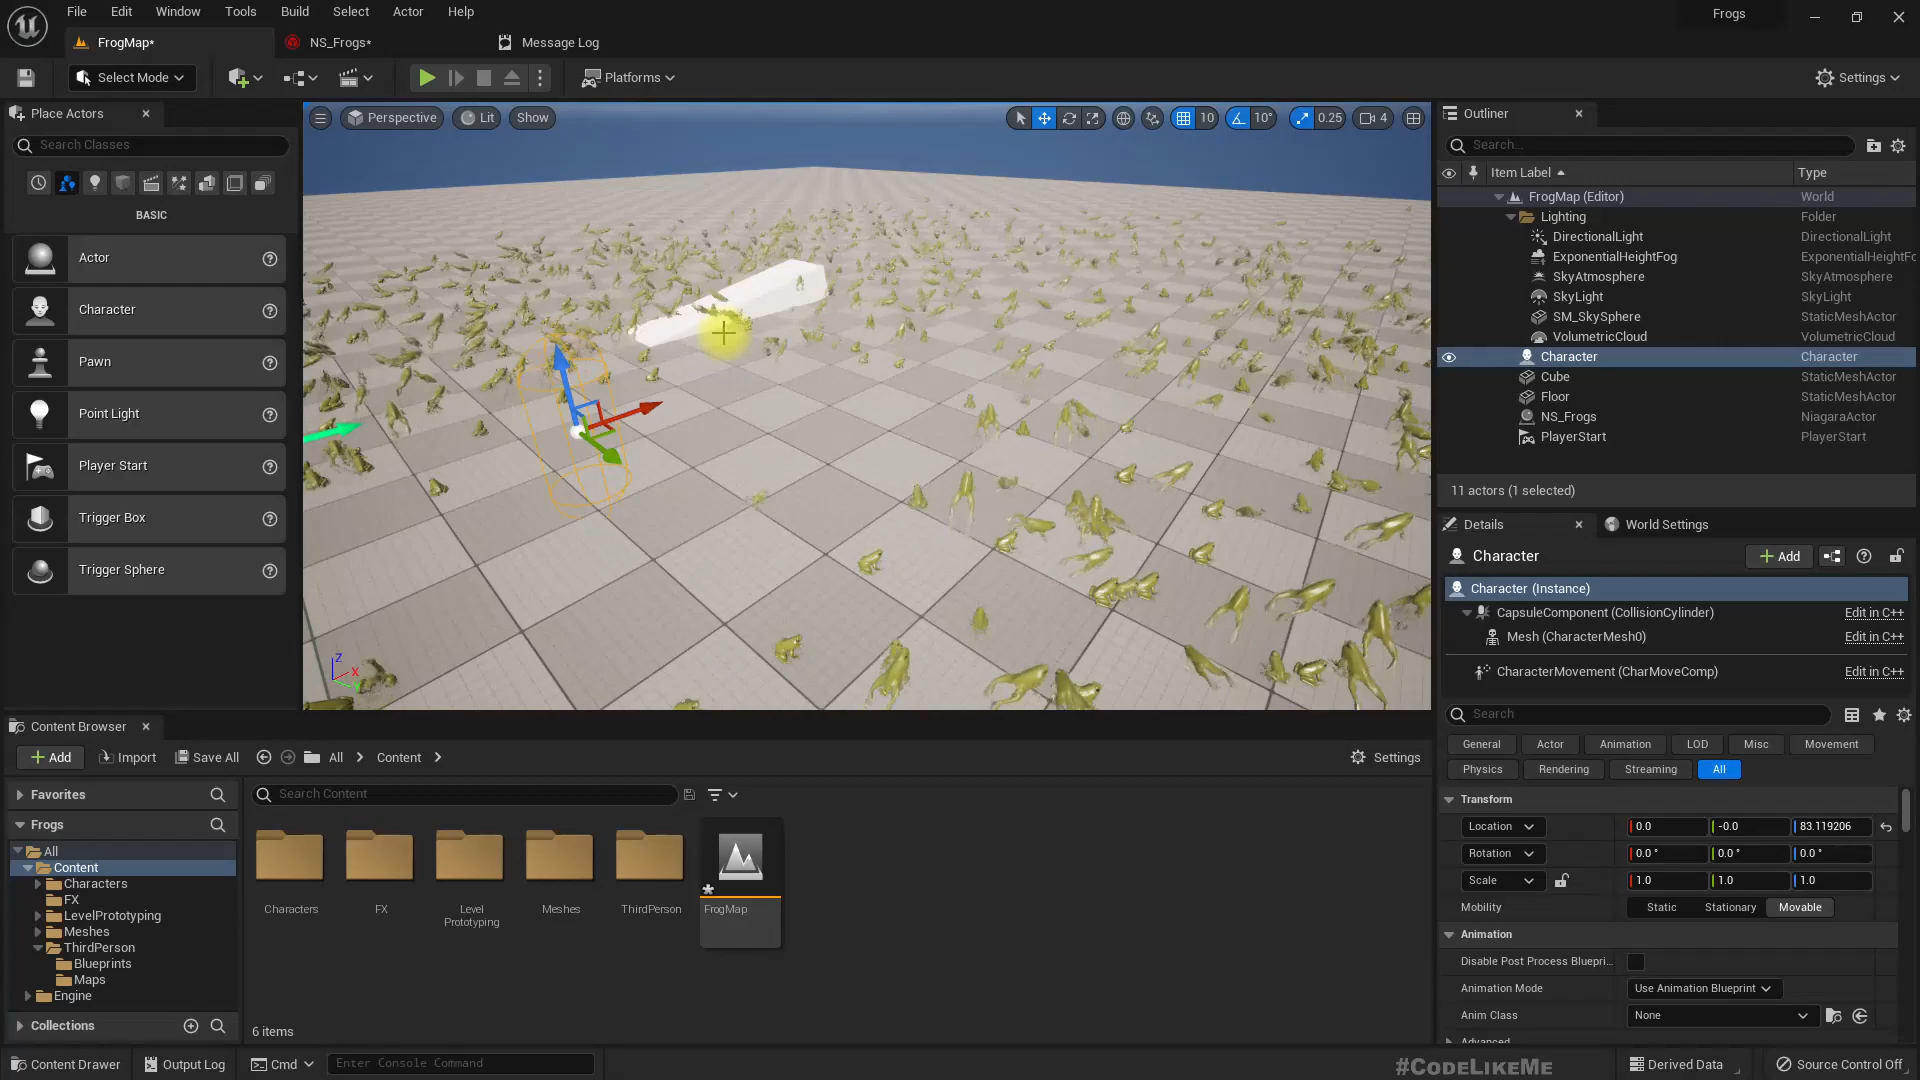 File Edit Window Tools Build Select Actor Help Frogs
FrogMap* NS_Frogs* Message Log
Select Mode Platforms Settings
Place Actors
Search Classes
BASIC
Actor
Character
Pawn
Point Light
Player Start
Trigger Box
Trigger Sphere
Perspective Lit Show 10 10° 0.25 4
Z
X
Outliner
Search...
Item Label Type
FrogMap (Editor) World
Lighting Folder
DirectionalLight DirectionalLight
ExponentialHeightFog ExponentialHeightFo
SkyAtmosphere SkyAtmosphere
SkyLight SkyLight
SM_SkySphere StaticMeshActor
VolumetricCloud VolumetricCloud
Character Character
Cube StaticMeshActor
Floor StaticMeshActor
NS_Frogs NiagaraActor
PlayerStart PlayerStart
11 actors (1 selected)
Details World Settings
Character Add
Character (Instance)
CapsuleComponent (CollisionCylinder) Edit in C++
Mesh (CharacterMesh0) Edit in C++
CharacterMovement (CharMoveComp) Edit in C++
Search
General Actor Animation LOD Misc Movement
Physics Rendering Streaming All
Transform
Location 0.0 -0.0 83.119206
Rotation 0.0 ° 0.0 ° 0.0 °
Scale 1.0 1.0 1.0
Mobility Static Stationary Movable
Animation
Disable Post Process Bluepri...
Animation Mode Use Animation Blueprint
Anim Class None
Advanced
Content Browser
Add Import Save All All Content Settings
Favorites
Frogs
All
Content
Characters
FX
LevelPrototyping
Meshes
ThirdPerson
Blueprints
Maps
Engine
Collections
Search Content
Characters FX Level Prototyping Meshes ThirdPerson FrogMap
6 items
Content Drawer Output Log Cmd Enter Console Command #CodeLikeMe Derived Data Source Control Off